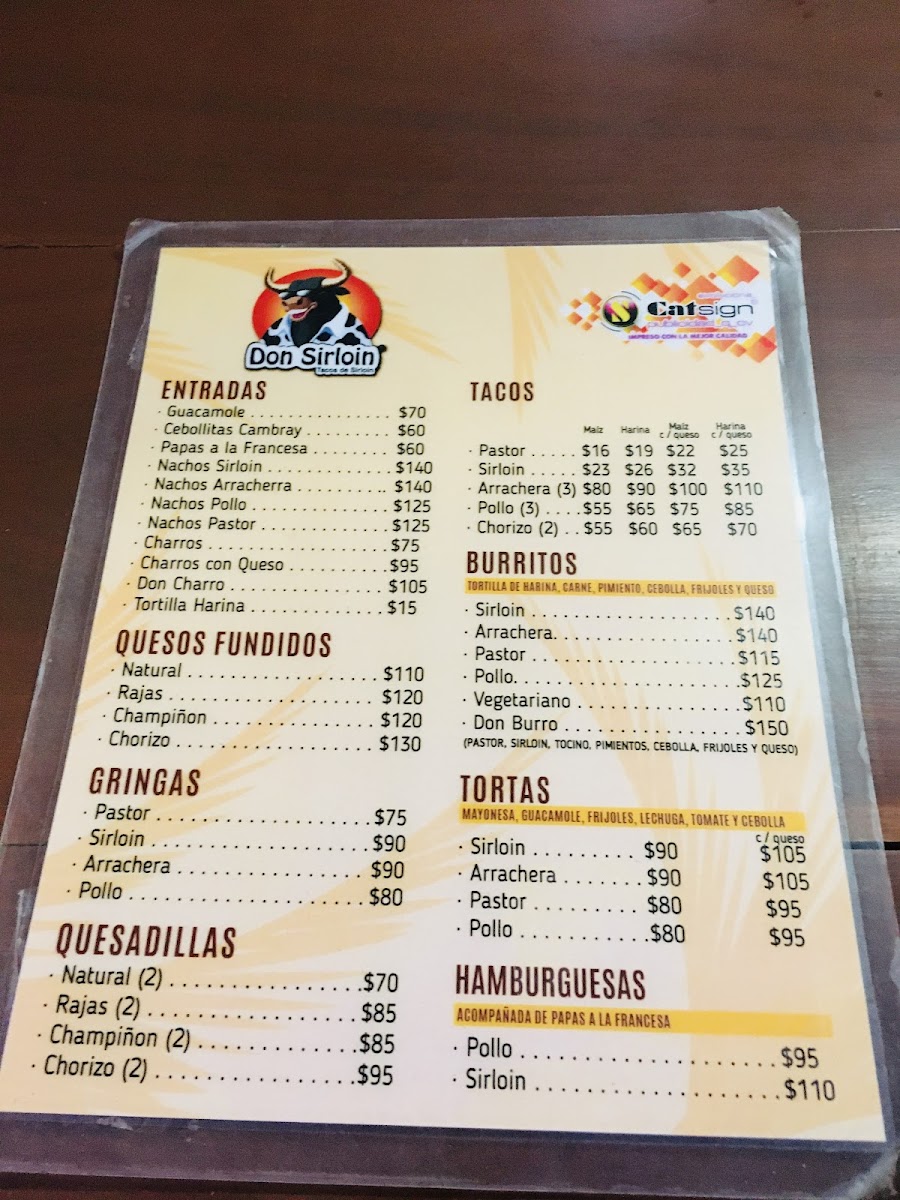 Don Sirloin
Tacos de Sirloin
Catsign
IMPRESO CON LA MEJOR CALIDAD
ENTRADAS
· Guacamole . . . . . . . . . . . . . . . . $70
· Cebollitas Cambray . . . . . . . . . $60
· Papas a la Francesa . . . . . . . . $60
· Nachos Sirloin . . . . . . . . . . . . . . $140
· Nachos Arracherra . . . . . . . . . .. $140
· Nachos Pollo . . . . . . . . . . . . . . . . $125
· Nachos Pastor . . . . . . . . . . . . . . $125
· Charros . . . . . . . . . . . . . . . . . . . $75
· Charros con Queso . . . . . . . . . . $95
· Don Charro . . . . . . . . . . . . . . . . $105
· Tortilla Harina . . . . . . . . . . . . . $15
QUESOS FUNDIDOS
· Natural . . . . . . . . . . . . . . . . . . $110
· Rajas . . . . . . . . . . . . . . . . . . . $120
· Champiñon . . . . . . . . . . . . . . . $120
· Chorizo . . . . . . . . . . . . . . . . . . $130
GRINGAS
· Pastor . . . . . . . . . . . . . . . . . . $75
· Sirloin . . . . . . . . . . . . . . . . . . $90
· Arrachera . . . . . . . . . . . . . . . $90
· Pollo . . . . . . . . . . . . . . . . . . . $80
QUESADILLAS
· Natural (2) . . . . . . . . . . . . . . . . $70
· Rajas (2) . . . . . . . . . . . . . . . . . $85
· Champiñon (2) . . . . . . . . . . . . . $85
· Chorizo (2) . . . . . . . . . . . . . . . . $95
TACOS
Maiz Harina Maiz c / queso Harina c / queso
· Pastor . . . . . $16 $19 $22 $25
· Sirloin . . . . . $23 $26 $32 $35
· Arrachera (3) $80 $90 $100 $110
· Pollo (3) . . . . $55 $65 $75 $85
· Chorizo (2) . . $55 $60 $65 $70
BURRITOS
TORTILLA DE HARINA, CARNE, PIMIENTO, CEBOLLA, FRIJOLES Y QUESO
· Sirloin . . . . . . . . . . . . . . . . . . . . $140
· Arrachera. . . . . . . . . . . . . . . . . . $140
· Pastor . . . . . . . . . . . . . . . . . . . . $115
· Pollo. . . . . . . . . . . . . . . . . . . . . . $125
· Vegetariano . . . . . . . . . . . . . . . . $110
· Don Burro . . . . . . . . . . . . . . . . . $150
(PASTOR, SIRLOIN, TOCINO, PIMIENTOS, CEBOLLA, FRIJOLES Y QUESO)
TORTAS
MAYONESA, GUACAMOLE, FRIJOLES, LECHUGA, TOMATE Y CEBOLLA
c / queso
· Sirloin . . . . . . . . . $90 $105
· Arrachera . . . . . . . $90 $105
· Pastor . . . . . . . . . $80 $95
· Pollo . . . . . . . . . . . $80 $95
HAMBURGUESAS
ACOMPAÑADA DE PAPAS A LA FRANCESA
· Pollo . . . . . . . . . . . . . . . . . . . . . $95
· Sirloin . . . . . . . . . . . . . . . . . . . . $110